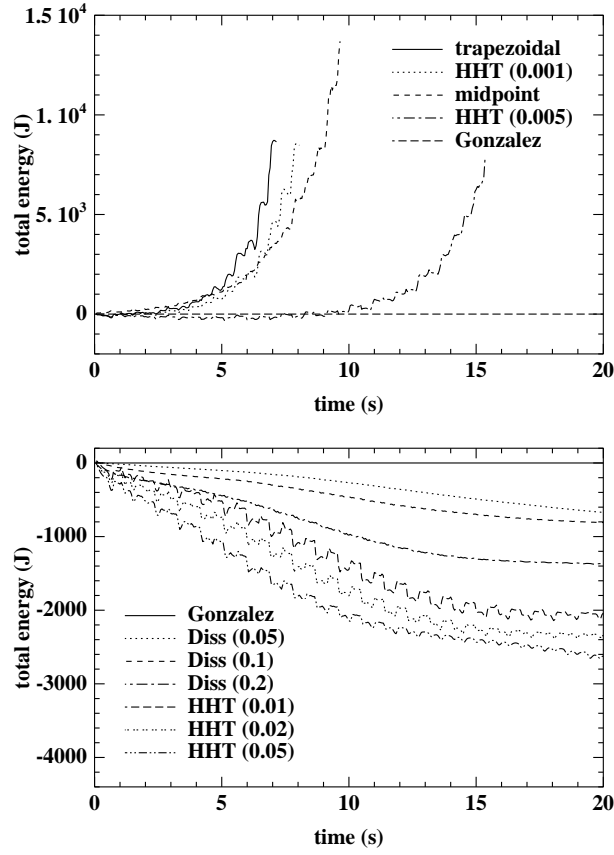 1.5 10⁴
1 10⁴
5 10³
0
total energy (J)
trapezoidal
HHT (0.001)
midpoint
HHT (0.005)
Gonzalez
0 5 10 15 20
time (s)
0
-1000
-2000
-3000
-4000
total energy (J)
Gonzalez
Diss (0.05)
Diss (0.1)
Diss (0.2)
HHT (0.01)
HHT (0.02)
HHT (0.05)
0 5 10 15 20
time (s)